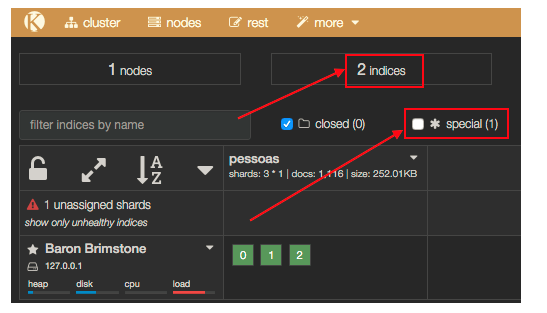 cluster nodes rest more
1 nodes 2 indices
filter indices by name closed (0) special (1)
A
Z
pessoas
shards: 3 * 1 | docs: 1,116 | size: 252.01KB
1 unassigned shards
show only unhealthy indices
Baron Brimstone
127.0.0.1
heap disk cpu load
0 1 2